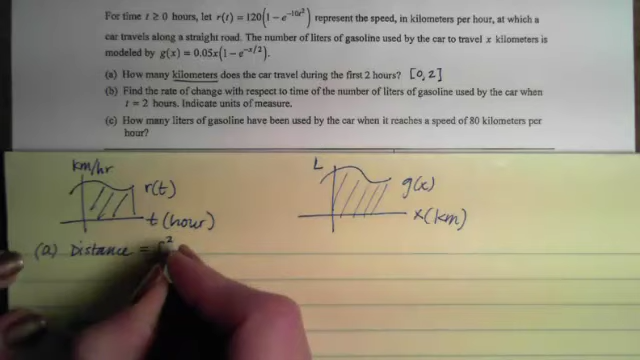 For time t ≥ 0 hours, let r(t) = 120(1 − e^{−10t²}) represent the speed, in kilometers per hour, at which a
car travels along a straight road. The number of liters of gasoline used by the car to travel x kilometers is
modeled by g(x) = 0.05x(1 − e^{−x/2}).
(a) How many kilometers does the car travel during the first 2 hours? [0,2]
(b) Find the rate of change with respect to time of the number of liters of gasoline used by the car when
t = 2 hours. Indicate units of measure.
(c) How many liters of gasoline have been used by the car when it reaches a speed of 80 kilometers per
hour?
km/hr
r(t)
t (hour)
L
g(x)
x(km)
(a) Distance = ∫²